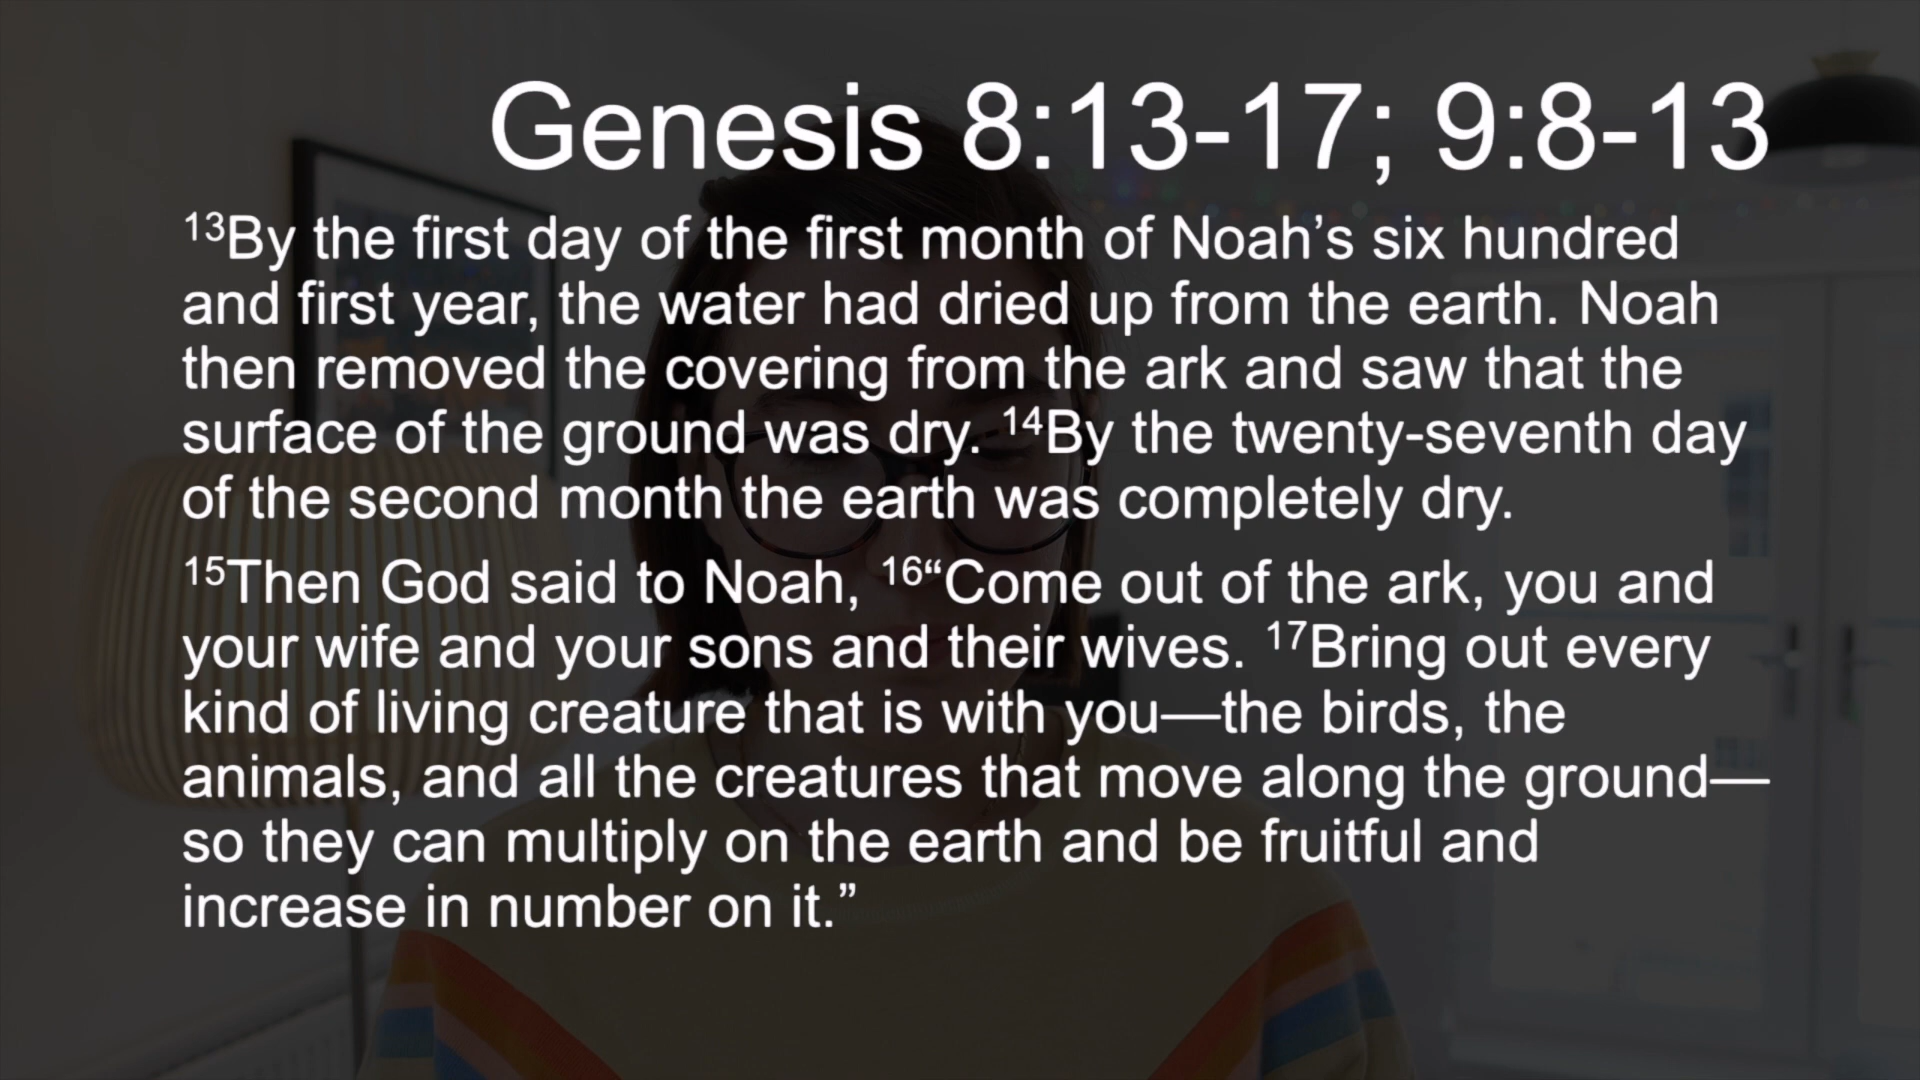 Genesis 8:13-17; 9:8-13
¹³By the first day of the first month of Noah’s six hundred
and first year, the water had dried up from the earth. Noah
then removed the covering from the ark and saw that the
surface of the ground was dry. ¹⁴By the twenty-seventh day
of the second month the earth was completely dry.
¹⁵Then God said to Noah, ¹⁶“Come out of the ark, you and
your wife and your sons and their wives. ¹⁷Bring out every
kind of living creature that is with you—the birds, the
animals, and all the creatures that move along the ground—
so they can multiply on the earth and be fruitful and
increase in number on it.”